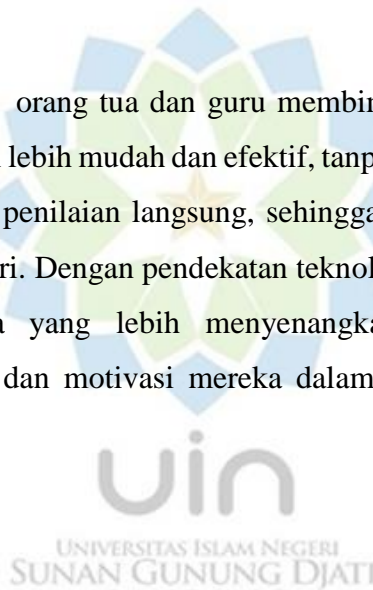 orang tua dan guru membin
lebih mudah dan efektif, tanp
penilaian langsung, sehingga
ri. Dengan pendekatan teknol
yang lebih menyenangka
dan motivasi mereka dalam
uin
UNIVERSITAS ISLAM NEGERI
SUNAN GUNUNG DJATI